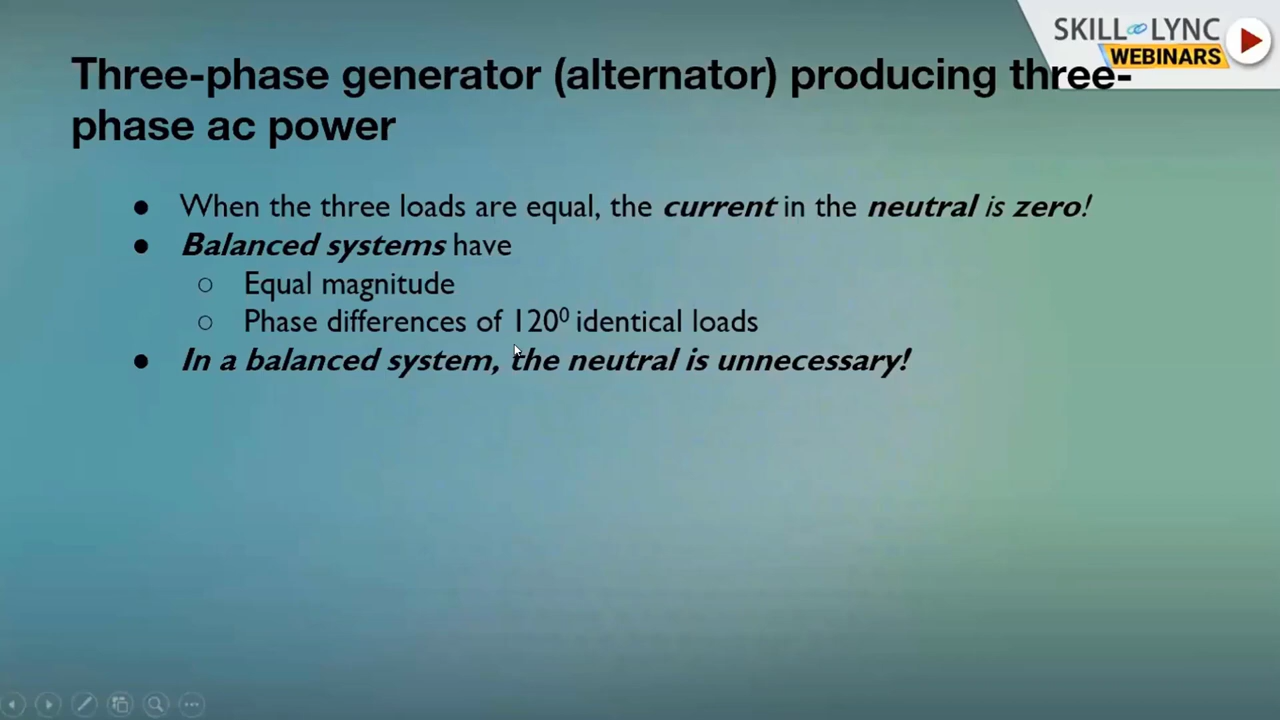 SKILL LYNC
WEBINARS
Three-phase generator (alternator) producing three-
phase ac power
● When the three loads are equal, the current in the neutral is zero!
● Balanced systems have
○ Equal magnitude
○ Phase differences of 120⁰ identical loads
● In a balanced system, the neutral is unnecessary!